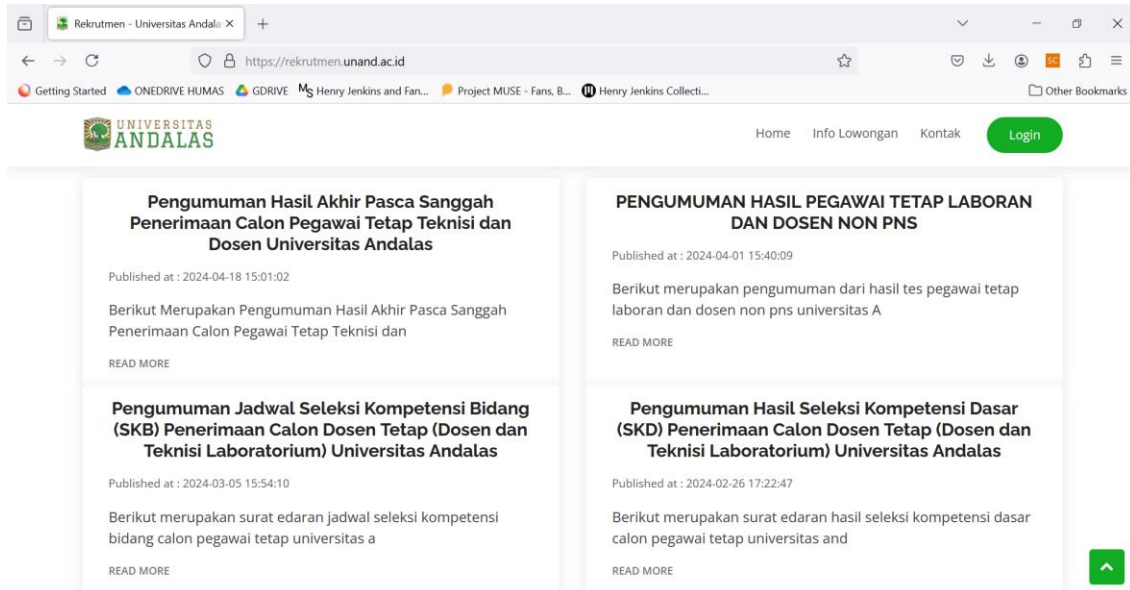 Rekrutmen - Universitas Andala
https://rekrutmen.unand.ac.id
SC
Getting Started ONEDRIVE HUMAS GDRIVE MS Henry Jenkins and Fan... Project MUSE - Fans, B... Henry Jenkins Collecti... Other Bookmarks
UNIVERSITAS
ANDALAS
Home Info Lowongan Kontak Login
Pengumuman Hasil Akhir Pasca Sanggah
Penerimaan Calon Pegawai Tetap Teknisi dan
Dosen Universitas Andalas
Published at : 2024-04-18 15:01:02
Berikut Merupakan Pengumuman Hasil Akhir Pasca Sanggah
Penerimaan Calon Pegawai Tetap Teknisi dan
READ MORE
PENGUMUMAN HASIL PEGAWAI TETAP LABORAN
DAN DOSEN NON PNS
Published at : 2024-04-01 15:40:09
Berikut merupakan pengumuman dari hasil tes pegawai tetap
laboran dan dosen non pns universitas A
READ MORE
Pengumuman Jadwal Seleksi Kompetensi Bidang
(SKB) Penerimaan Calon Dosen Tetap (Dosen dan
Teknisi Laboratorium) Universitas Andalas
Published at : 2024-03-05 15:54:10
Berikut merupakan surat edaran jadwal seleksi kompetensi
bidang calon pegawai tetap universitas a
READ MORE
Pengumuman Hasil Seleksi Kompetensi Dasar
(SKD) Penerimaan Calon Dosen Tetap (Dosen dan
Teknisi Laboratorium) Universitas Andalas
Published at : 2024-02-26 17:22:47
Berikut merupakan surat edaran hasil seleksi kompetensi dasar
calon pegawai tetap universitas and
READ MORE